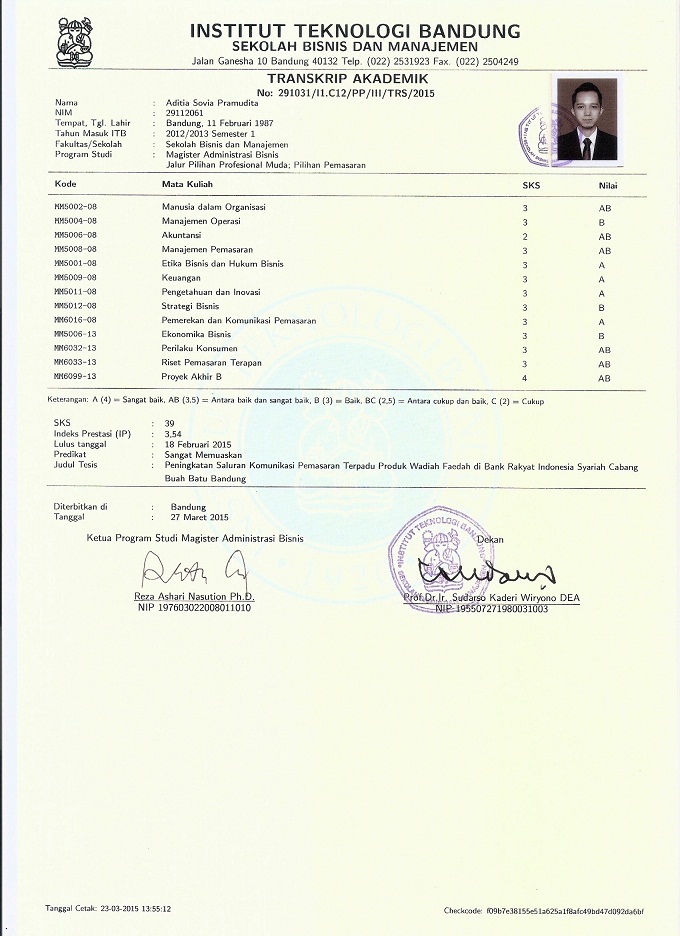 INSTITUT TEKNOLOGI BANDUNG
SEKOLAH BISNIS DAN MANAJEMEN
Jalan Ganesha 10 Bandung 40132 Telp. (022) 2531923 Fax. (022) 2504249
TRANSKRIP AKADEMIK
No: 291031/I1.C12/PP/III/TRS/2015
Nama : Aditia Sovia Pramudita
NIM : 29112061
Tempat, Tgl. Lahir : Bandung, 11 Februari 1987
Tahun Masuk ITB : 2012/2013 Semester 1
Fakultas/Sekolah : Sekolah Bisnis dan Manajemen
Program Studi : Magister Administrasi Bisnis
Jalur Pilihan Profesional Muda; Pilihan Pemasaran
Kode Mata Kuliah SKS Nilai
MM5002-08 Manusia dalam Organisasi 3 AB
MM5004-08 Manajemen Operasi 3 B
MM5006-08 Akuntansi 2 AB
MM5008-08 Manajemen Pemasaran 3 AB
MM5001-08 Etika Bisnis dan Hukum Bisnis 3 A
MM5009-08 Keuangan 3 A
MM5011-08 Pengetahuan dan Inovasi 3 A
MM5012-08 Strategi Bisnis 3 B
MM6016-08 Pemerekan dan Komunikasi Pemasaran 3 A
MM5006-13 Ekonomika Bisnis 3 B
MM6032-13 Perilaku Konsumen 3 AB
MM6033-13 Riset Pemasaran Terapan 3 AB
MM6099-13 Proyek Akhir B 4 AB
Keterangan: A (4) = Sangat baik, AB (3,5) = Antara baik dan sangat baik, B (3) = Baik, BC (2,5) = Antara cukup dan baik, C (2) = Cukup
SKS : 39
Indeks Prestasi (IP) : 3,54
Lulus tanggal : 18 Februari 2015
Predikat : Sangat Memuaskan
Judul Tesis : Peningkatan Saluran Komunikasi Pemasaran Terpadu Produk Wadiah Faedah di Bank Rakyat Indonesia Syariah Cabang
Buah Batu Bandung
Diterbitkan di : Bandung
Tanggal : 27 Maret 2015
Ketua Program Studi Magister Administrasi Bisnis Dekan
INSTITUT TEKNOLOGI BANDUNG
Reza Ashari Nasution Ph.D. Prof.Dr.Ir. Sudarso Kaderi Wiryono DEA
NIP 197603022008011010 NIP 195507271980031003
Tanggal Cetak: 23-03-2015 13:55:12 Checkcode: f09b7e38155e51a625a1f8afc49bd47d092da6bf